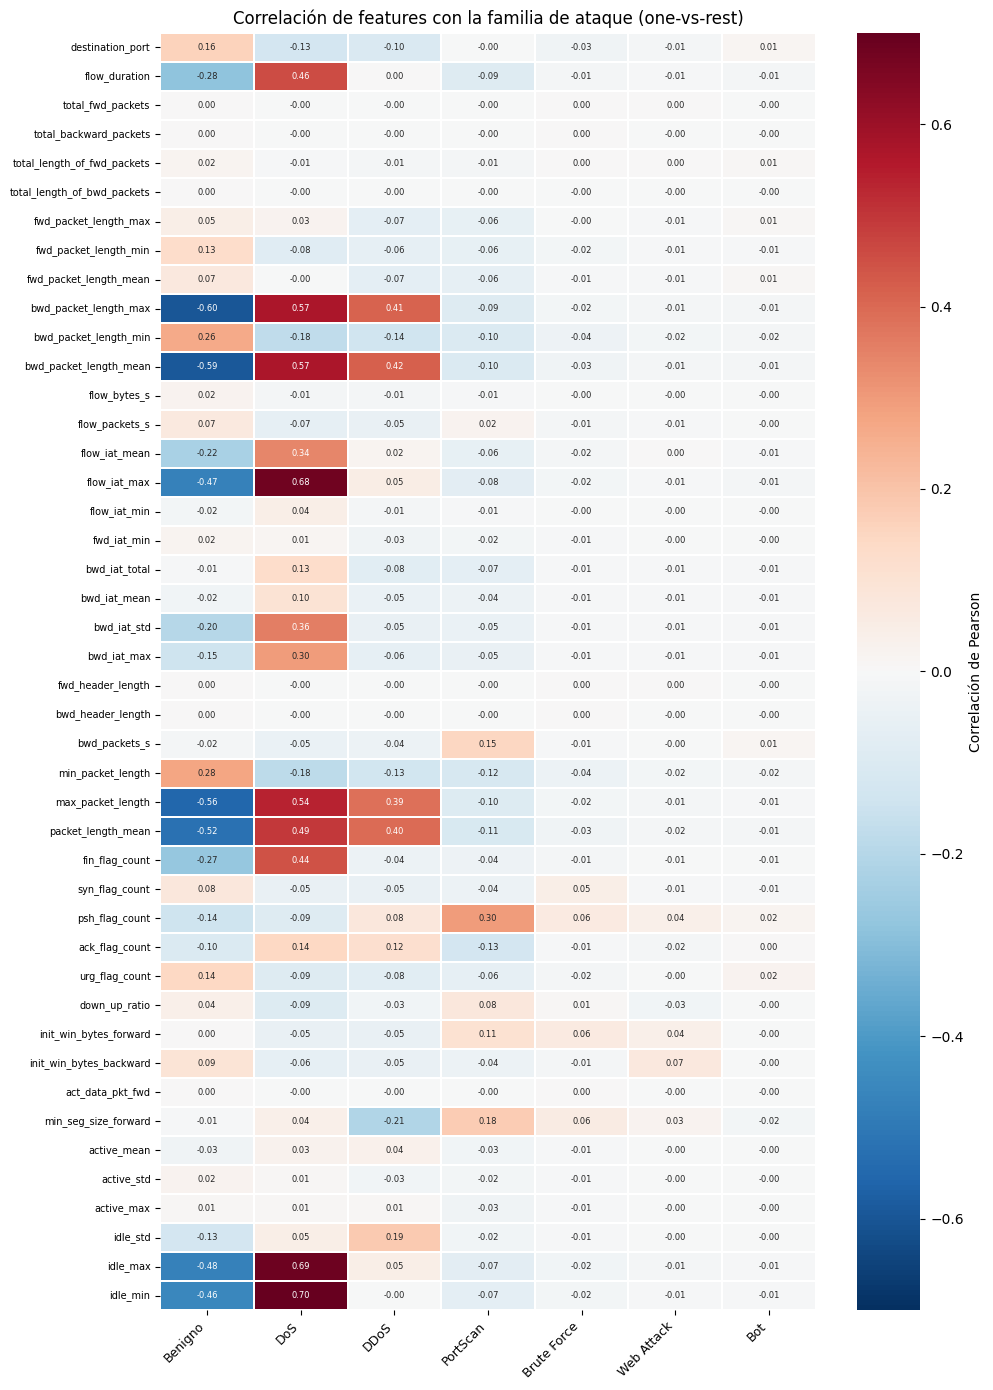 Correlación de features con la familia de ataque (one-vs-rest)
destination_port 0.16 -0.13 -0.10 -0.00 -0.03 -0.01 0.01
flow_duration -0.28 0.46 0.00 -0.09 -0.01 -0.01 -0.01
total_fwd_packets 0.00 -0.00 -0.00 -0.00 0.00 0.00 -0.00
total_backward_packets 0.00 -0.00 -0.00 -0.00 0.00 -0.00 -0.00
total_length_of_fwd_packets 0.02 -0.01 -0.01 -0.01 0.00 0.00 0.01
total_length_of_bwd_packets 0.00 -0.00 -0.00 -0.00 -0.00 -0.00 -0.00
fwd_packet_length_max 0.05 0.03 -0.07 -0.06 -0.00 -0.01 0.01
fwd_packet_length_min 0.13 -0.08 -0.06 -0.06 -0.02 -0.01 -0.01
fwd_packet_length_mean 0.07 -0.00 -0.07 -0.06 -0.01 -0.01 0.01
bwd_packet_length_max -0.60 0.57 0.41 -0.09 -0.02 -0.01 -0.01
bwd_packet_length_min 0.26 -0.18 -0.14 -0.10 -0.04 -0.02 -0.02
bwd_packet_length_mean -0.59 0.57 0.42 -0.10 -0.03 -0.01 -0.01
flow_bytes_s 0.02 -0.01 -0.01 -0.01 -0.00 -0.00 -0.00
flow_packets_s 0.07 -0.07 -0.05 0.02 -0.01 -0.01 -0.00
flow_iat_mean -0.22 0.34 0.02 -0.06 -0.02 0.00 -0.01
flow_iat_max -0.47 0.68 0.05 -0.08 -0.02 -0.01 -0.01
flow_iat_min -0.02 0.04 -0.01 -0.01 -0.00 -0.00 -0.00
fwd_iat_min 0.02 0.01 -0.03 -0.02 -0.01 -0.00 -0.00
bwd_iat_total -0.01 0.13 -0.08 -0.07 -0.01 -0.01 -0.01
bwd_iat_mean -0.02 0.10 -0.05 -0.04 -0.01 -0.01 -0.01
bwd_iat_std -0.20 0.36 -0.05 -0.05 -0.01 -0.01 -0.01
bwd_iat_max -0.15 0.30 -0.06 -0.05 -0.01 -0.01 -0.01
fwd_header_length 0.00 -0.00 -0.00 -0.00 0.00 0.00 -0.00
bwd_header_length 0.00 -0.00 -0.00 -0.00 0.00 -0.00 -0.00
bwd_packets_s -0.02 -0.05 -0.04 0.15 -0.01 -0.00 0.01
min_packet_length 0.28 -0.18 -0.13 -0.12 -0.04 -0.02 -0.02
max_packet_length -0.56 0.54 0.39 -0.10 -0.02 -0.01 -0.01
packet_length_mean -0.52 0.49 0.40 -0.11 -0.03 -0.02 -0.01
fin_flag_count -0.27 0.44 -0.04 -0.04 -0.01 -0.01 -0.01
syn_flag_count 0.08 -0.05 -0.05 -0.04 0.05 -0.01 -0.01
psh_flag_count -0.14 -0.09 0.08 0.30 0.06 0.04 0.02
ack_flag_count -0.10 0.14 0.12 -0.13 -0.01 -0.02 0.00
urg_flag_count 0.14 -0.09 -0.08 -0.06 -0.02 -0.00 0.02
down_up_ratio 0.04 -0.09 -0.03 0.08 0.01 -0.03 -0.00
init_win_bytes_forward 0.00 -0.05 -0.05 0.11 0.06 0.04 -0.00
init_win_bytes_backward 0.09 -0.06 -0.05 -0.04 -0.01 0.07 -0.00
act_data_pkt_fwd 0.00 -0.00 -0.00 -0.00 0.00 -0.00 -0.00
min_seg_size_forward -0.01 0.04 -0.21 0.18 0.06 0.03 -0.02
active_mean -0.03 0.03 0.04 -0.03 -0.01 -0.00 -0.00
active_std 0.02 0.01 -0.03 -0.02 -0.01 -0.00 -0.00
active_max 0.01 0.01 0.01 -0.03 -0.01 -0.00 -0.00
idle_std -0.13 0.05 0.19 -0.02 -0.01 -0.00 -0.00
idle_max -0.48 0.69 0.05 -0.07 -0.02 -0.01 -0.01
idle_min -0.46 0.70 -0.00 -0.07 -0.02 -0.01 -0.01
Benigno DoS DDoS PortScan Brute Force Web Attack Bot
0.6
0.4
0.2
0.0
−0.2
−0.4
−0.6
Correlación de Pearson